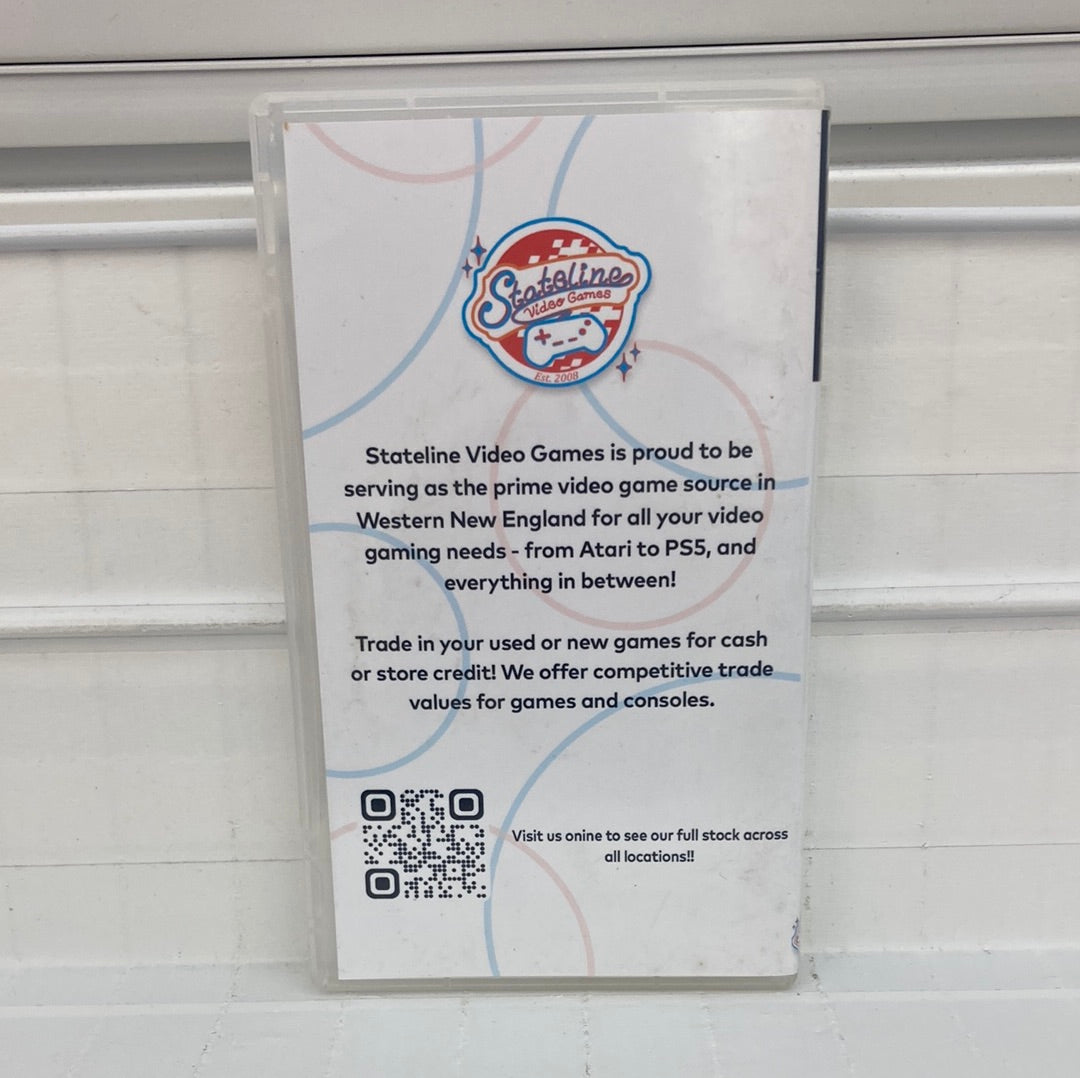 Stateline
Video Games
Est. 2008
Stateline Video Games is proud to be
serving as the prime video game source in
Western New England for all your video
gaming needs - from Atari to PS5, and
everything in between!
Trade in your used or new games for cash
or store credit! We offer competitive trade
values for games and consoles.
Visit us onine to see our full stock across
all locations!!